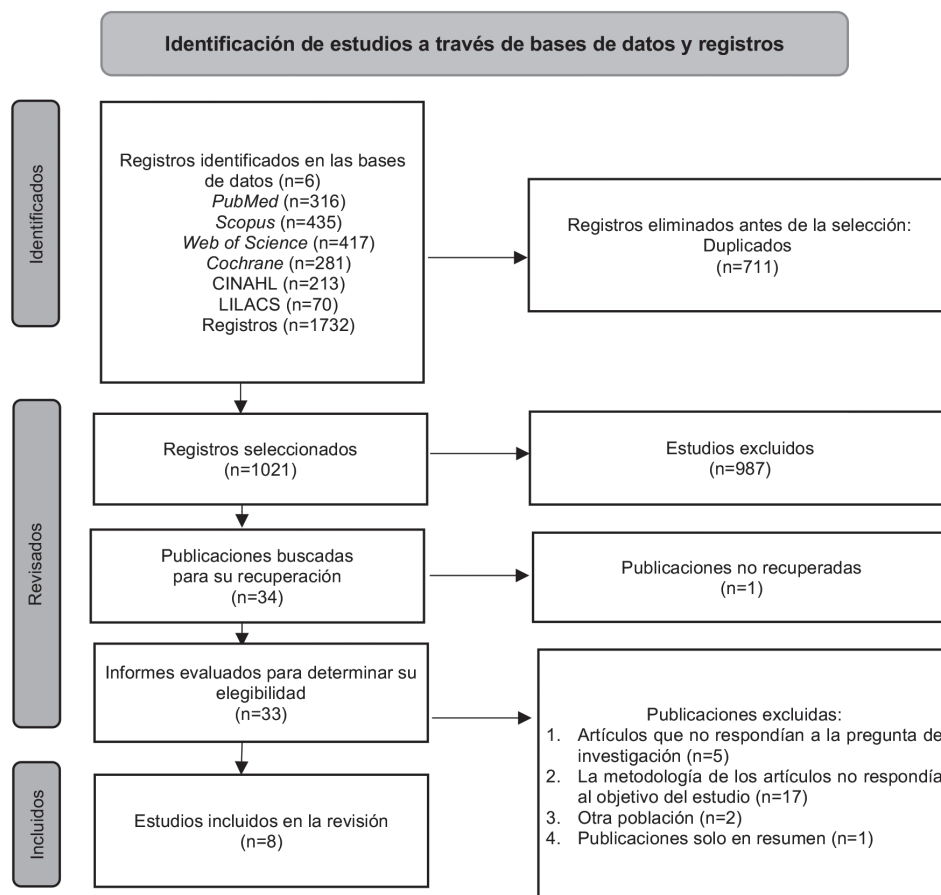 Identificación de estudios a través de bases de datos y registros
Identificados
Registros identificados en las bases
de datos (n=6)
PubMed (n=316)
Scopus (n=435)
Web of Science (n=417)
Cochrane (n=281)
CINAHL (n=213)
LILACS (n=70)
Registros (n=1732)
Registros eliminados antes de la selección:
Duplicados
(n=711)
Revisados
Registros seleccionados
(n=1021)
Estudios excluidos
(n=987)
Publicaciones buscadas
para su recuperación
(n=34)
Publicaciones no recuperadas
(n=1)
Informes evaluados para determinar su
elegibilidad
(n=33)
Publicaciones excluidas:
1. Artículos que no respondían a la pregunta de
investigación (n=5)
2. La metodología de los artículos no respondía
al objetivo del estudio (n=17)
3. Otra población (n=2)
4. Publicaciones solo en resumen (n=1)
Incluidos
Estudios incluidos en la revisión
(n=8)